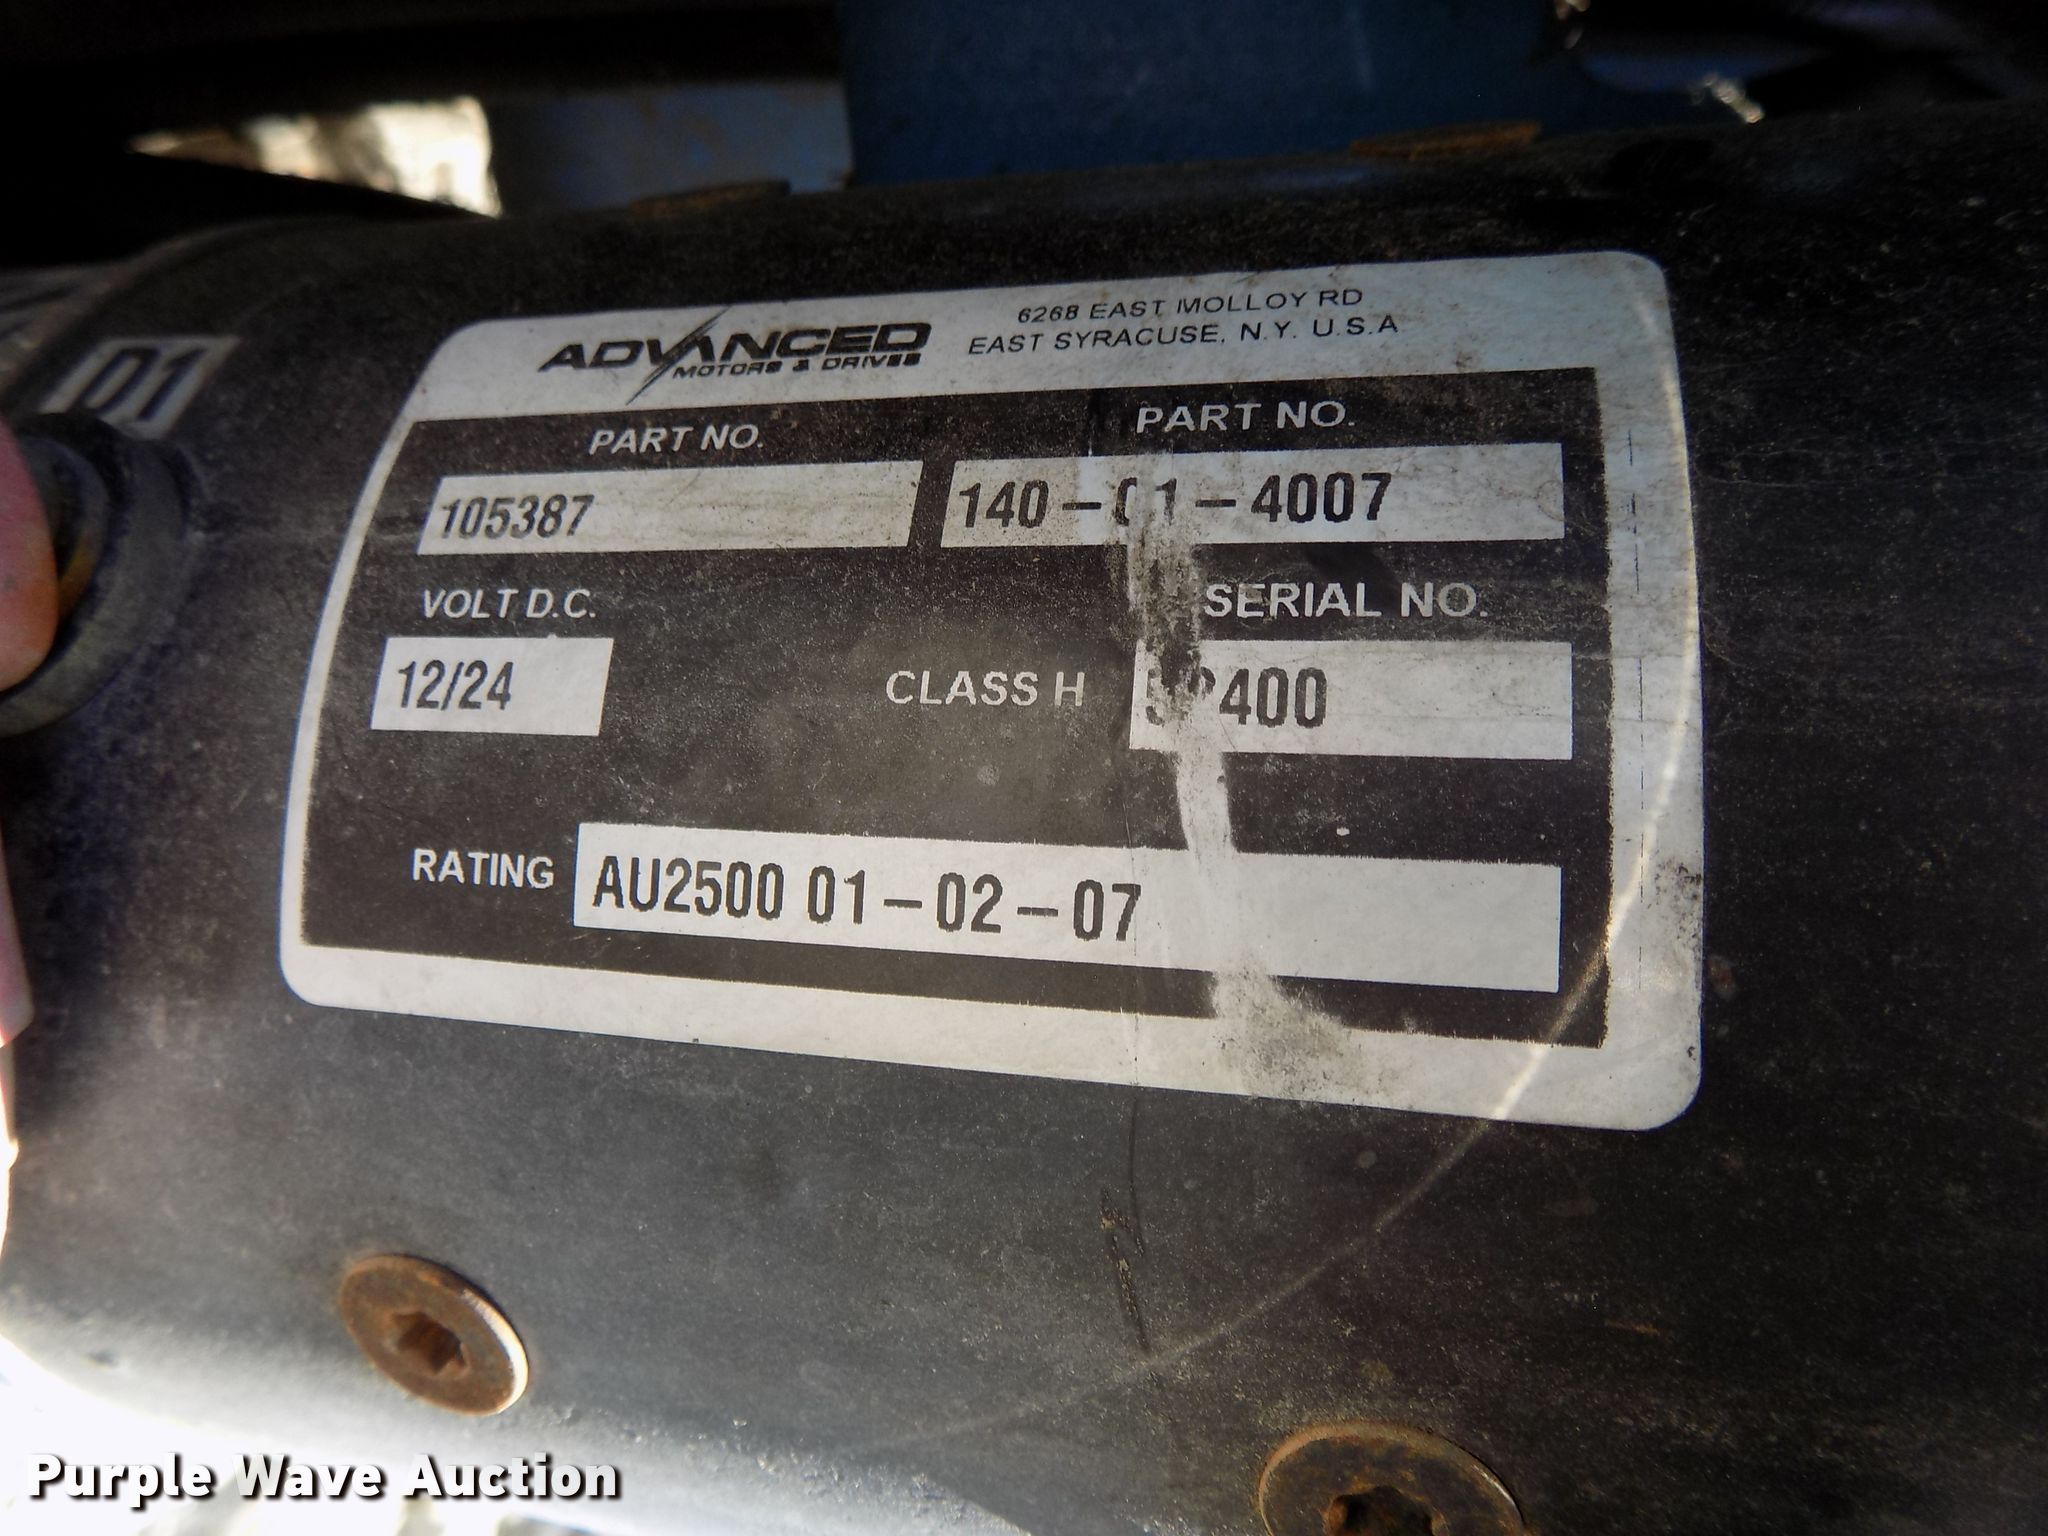 D1
ADVANCED
MOTORS & DRIVES
6268 EAST MOLLOY RD
EAST SYRACUSE, N.Y. U.S.A
PART NO. PART NO.
105387 140-01-4007
VOLT D.C. SERIAL NO.
12/24 CLASS H
RATING AU2500 01-02-07
Purple Wave Auction